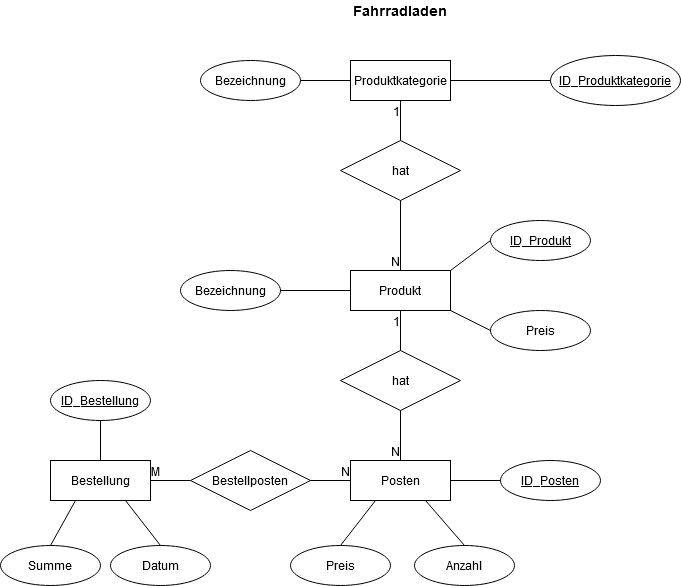 Fahrradladen
Bezeichnung
Produktkategorie
ID_Produktkategorie
1
hat
N
ID_Produkt
Bezeichnung
Produkt
Preis
1
hat
N
ID_Bestellung
Bestellung
M
Bestellposten
N
Posten
ID_Posten
Summe
Datum
Preis
Anzahl